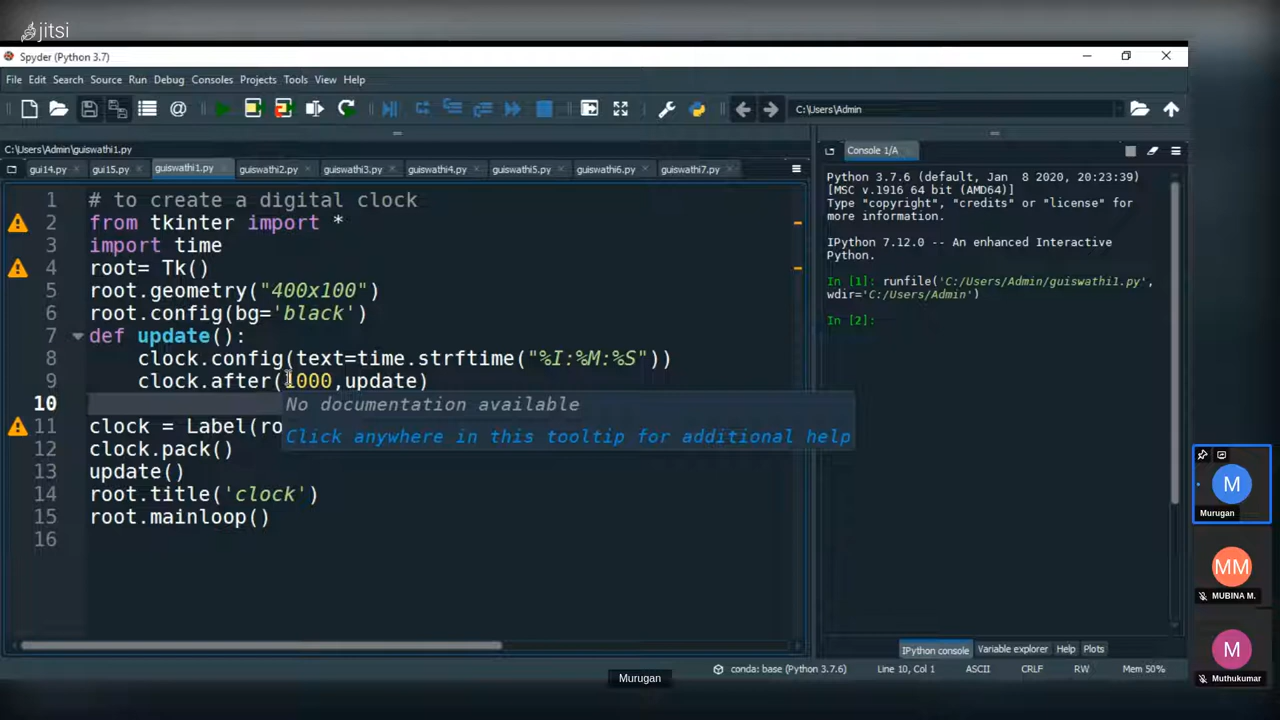 jitsi
Spyder (Python 3.7)
File Edit Search Source Run Debug Consoles Projects Tools View Help
C:\Users\Admin
C:\Users\Admin\guiswathi1.py
gui14.py gui15.py guiswathi1.py guiswathi2.py guiswathi3.py guiswathi4.py guiswathi5.py guiswathi6.py guiswathi7.py
1 # to create a digital clock
2 from tkinter import *
3 import time
4 root= Tk()
5 root.geometry("400x100")
6 root.config(bg='black')
7 def update():
8 clock.config(text=time.strftime("%I:%M:%S"))
9 clock.after(1000,update)
10
No documentation available
11 clock = Label(ro
Click anywhere in this tooltip for additional help
12 clock.pack()
13 update()
14 root.title('clock')
15 root.mainloop()
16
Console 1/A
Python 3.7.6 (default, Jan 8 2020, 20:23:39)
[MSC v.1916 64 bit (AMD64)]
Type "copyright", "credits" or "license" for
more information.
IPython 7.12.0 -- An enhanced Interactive
Python.
In [1]: runfile('C:/Users/Admin/guiswathi1.py',
wdir='C:/Users/Admin')
In [2]:
IPython console Variable explorer Help Plots
conda: base (Python 3.7.6) Line 10, Col 1 ASCII CRLF RW Mem 50%
Murugan
M
Murugan
MM
MUBINA M.
M
Muthukumar